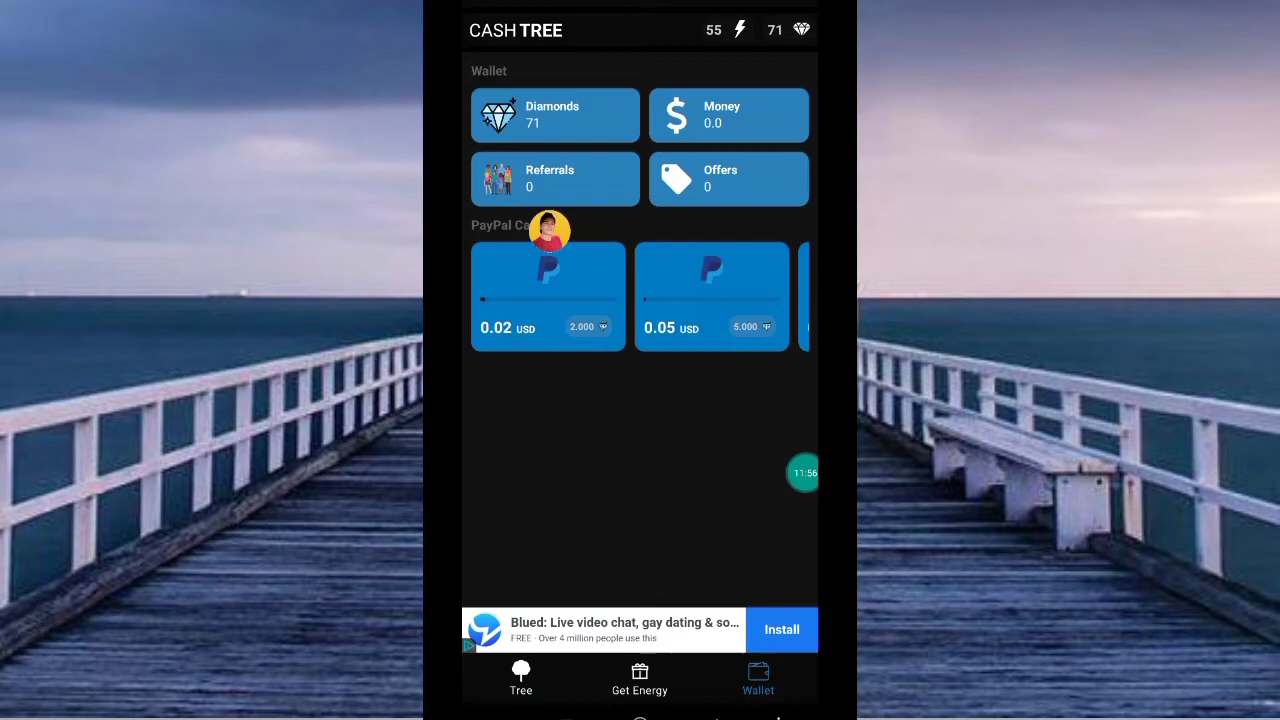 CASH TREE
55
71
Wallet
Diamonds
71
Money
0.0
Referrals
0
Offers
0
PayPal Ca
0.02 USD
2.000
0.05 USD
5.000
11:56
Blued: Live video chat, gay dating & so...
FREE · Over 4 million people use this
Install
Tree
Get Energy
Wallet